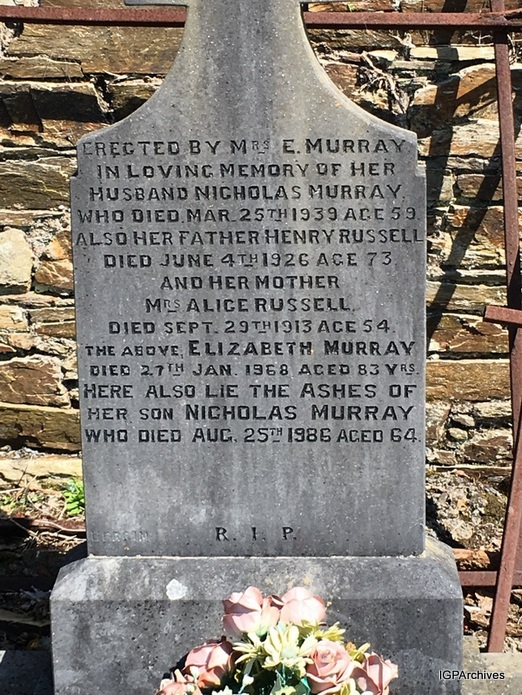 ERECTED BY MRS E. MURRAY
IN LOVING MEMORY OF HER
HUSBAND NICHOLAS MURRAY
WHO DIED MAR. 25TH 1939 AGE 59.
ALSO HER FATHER HENRY RUSSELL
DIED JUNE 4TH 1926 AGE 73
AND HER MOTHER
MRS ALICE RUSSELL.
DIED SEPT. 29TH 1913 AGE 54.
THE ABOVE, ELIZABETH MURRAY
DIED 27TH JAN. 1968 AGED 83 YRS.
HERE ALSO LIE THE ASHES OF
HER SON NICHOLAS MURRAY
WHO DIED AUG. 25TH 1986 AGED 64.
R. I. P.
IGPArchives